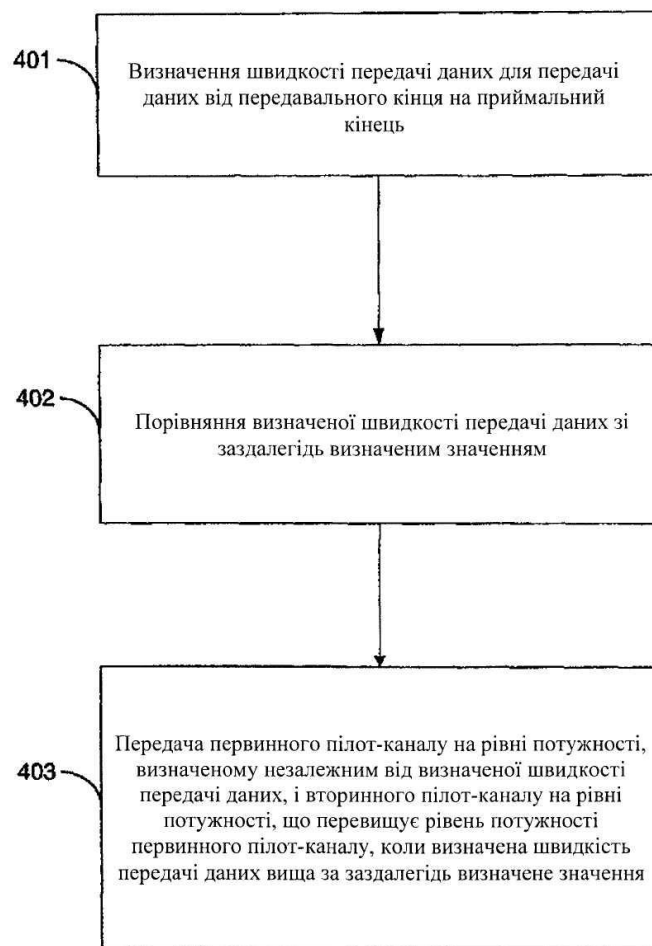 401
Визначення швидкості передачі даних для передачі
даних від передавального кінця на приймальний
кінець
402
Порівняння визначеної швидкості передачі даних зі
заздалегідь визначеним значенням
403
Передача первинного пілот-каналу на рівні потужності,
визначеному незалежним від визначеної швидкості
передачі даних, і вторинного пілот-каналу на рівні
потужності, що перевищує рівень потужності
первинного пілот-каналу, коли визначена швидкість
передачі даних вища за заздалегідь визначене значення